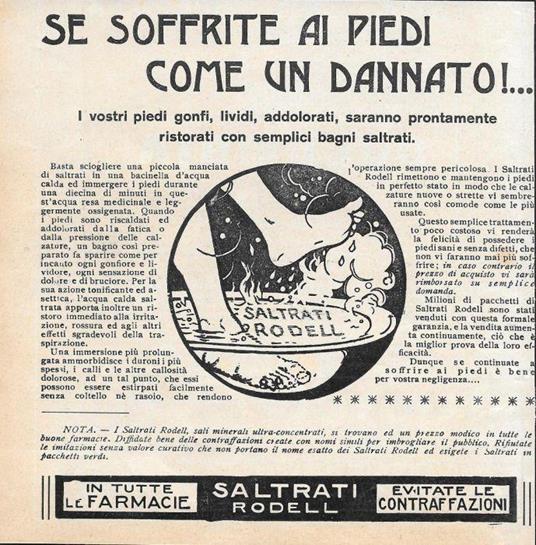 SE SOFFRITE AI PIEDI
COME UN DANNATO!...
I vostri piedi gonfi, lividi, addolorati, saranno prontamente
ristorati con semplici bagni saltrati.
Basta sciogliere una piccola manciata
di saltrati in una bacinella d'acqua
calda ed immergere i piedi durante
una diecina di minuti in que-
st'acqua resa medicinale e leg-
germente ossigenata. Quando
i piedi sono riscaldati ed
addolorati dalla fatica o
dalla pressione delle cal-
zature, un bagno così pre-
parato fa sparire come per
incanto ogni gonfiore e li-
vidore, ogni sensazione di
dolore e di bruciore. Per la
sua azione tonificante ed a-
settica, l'acqua calda sal-
trata apporta inoltre un ri-
storo immediato alla irrita-
zione, rossura ed agli altri
effetti sgradevoli della tra-
spirazione.
Una immersione più prolun-
gata ammorbidisce i duroni i più
spessi, i calli e le altre callosità
dolorose, ad un tal punto, che essi
possono essere estirpati facilmente
senza coltello nè rasoio, che rendono
SALTRATI
RODELL
l'operazione sempre pericolosa. I Saltrati
Rodell rimettono e mantengono i piedi
in perfetto stato in modo che le cal-
zature nuove o strette vi sembre-
ranno così comode come le più
usate.
Questo semplice trattamen-
to poco costoso vi renderà
la felicità di possedere i
piedi sani e senza difetti, che
non vi faranno mai più sof-
frire; in caso contrario il
prezzo di acquisto vi sarà
rimborsato su semplice
domanda.
Milioni di pacchetti di
Saltrati Rodell sono stati
venduti con questa formale
garanzia, e la vendita aumen-
ta continuamente, ciò che è
la miglior prova della loro ef-
ficacità.
Dunque se continuate a
soffrire ai piedi è bene
per vostra negligenza....
* * * * * * * * * * * * * *
NOTA. — I Saltrati Rodell, sali minerali ultra-concentrati, si trovano ed un prezzo modico in tutte le
buone farmacie. Diffidate bene delle contraffazioni create con nomi simili per imbrogliare il pubblico. Rifiutate
le imitazioni senza valore curativo che non portano il nome esatto dei Saltrati Rodell ed esigete i Saltrati in
pacchetti verdi.
IN TUTTE
LE FARMACIE
SALTRATI
RODELL
EVITATE LE
CONTRAFFAZIONI